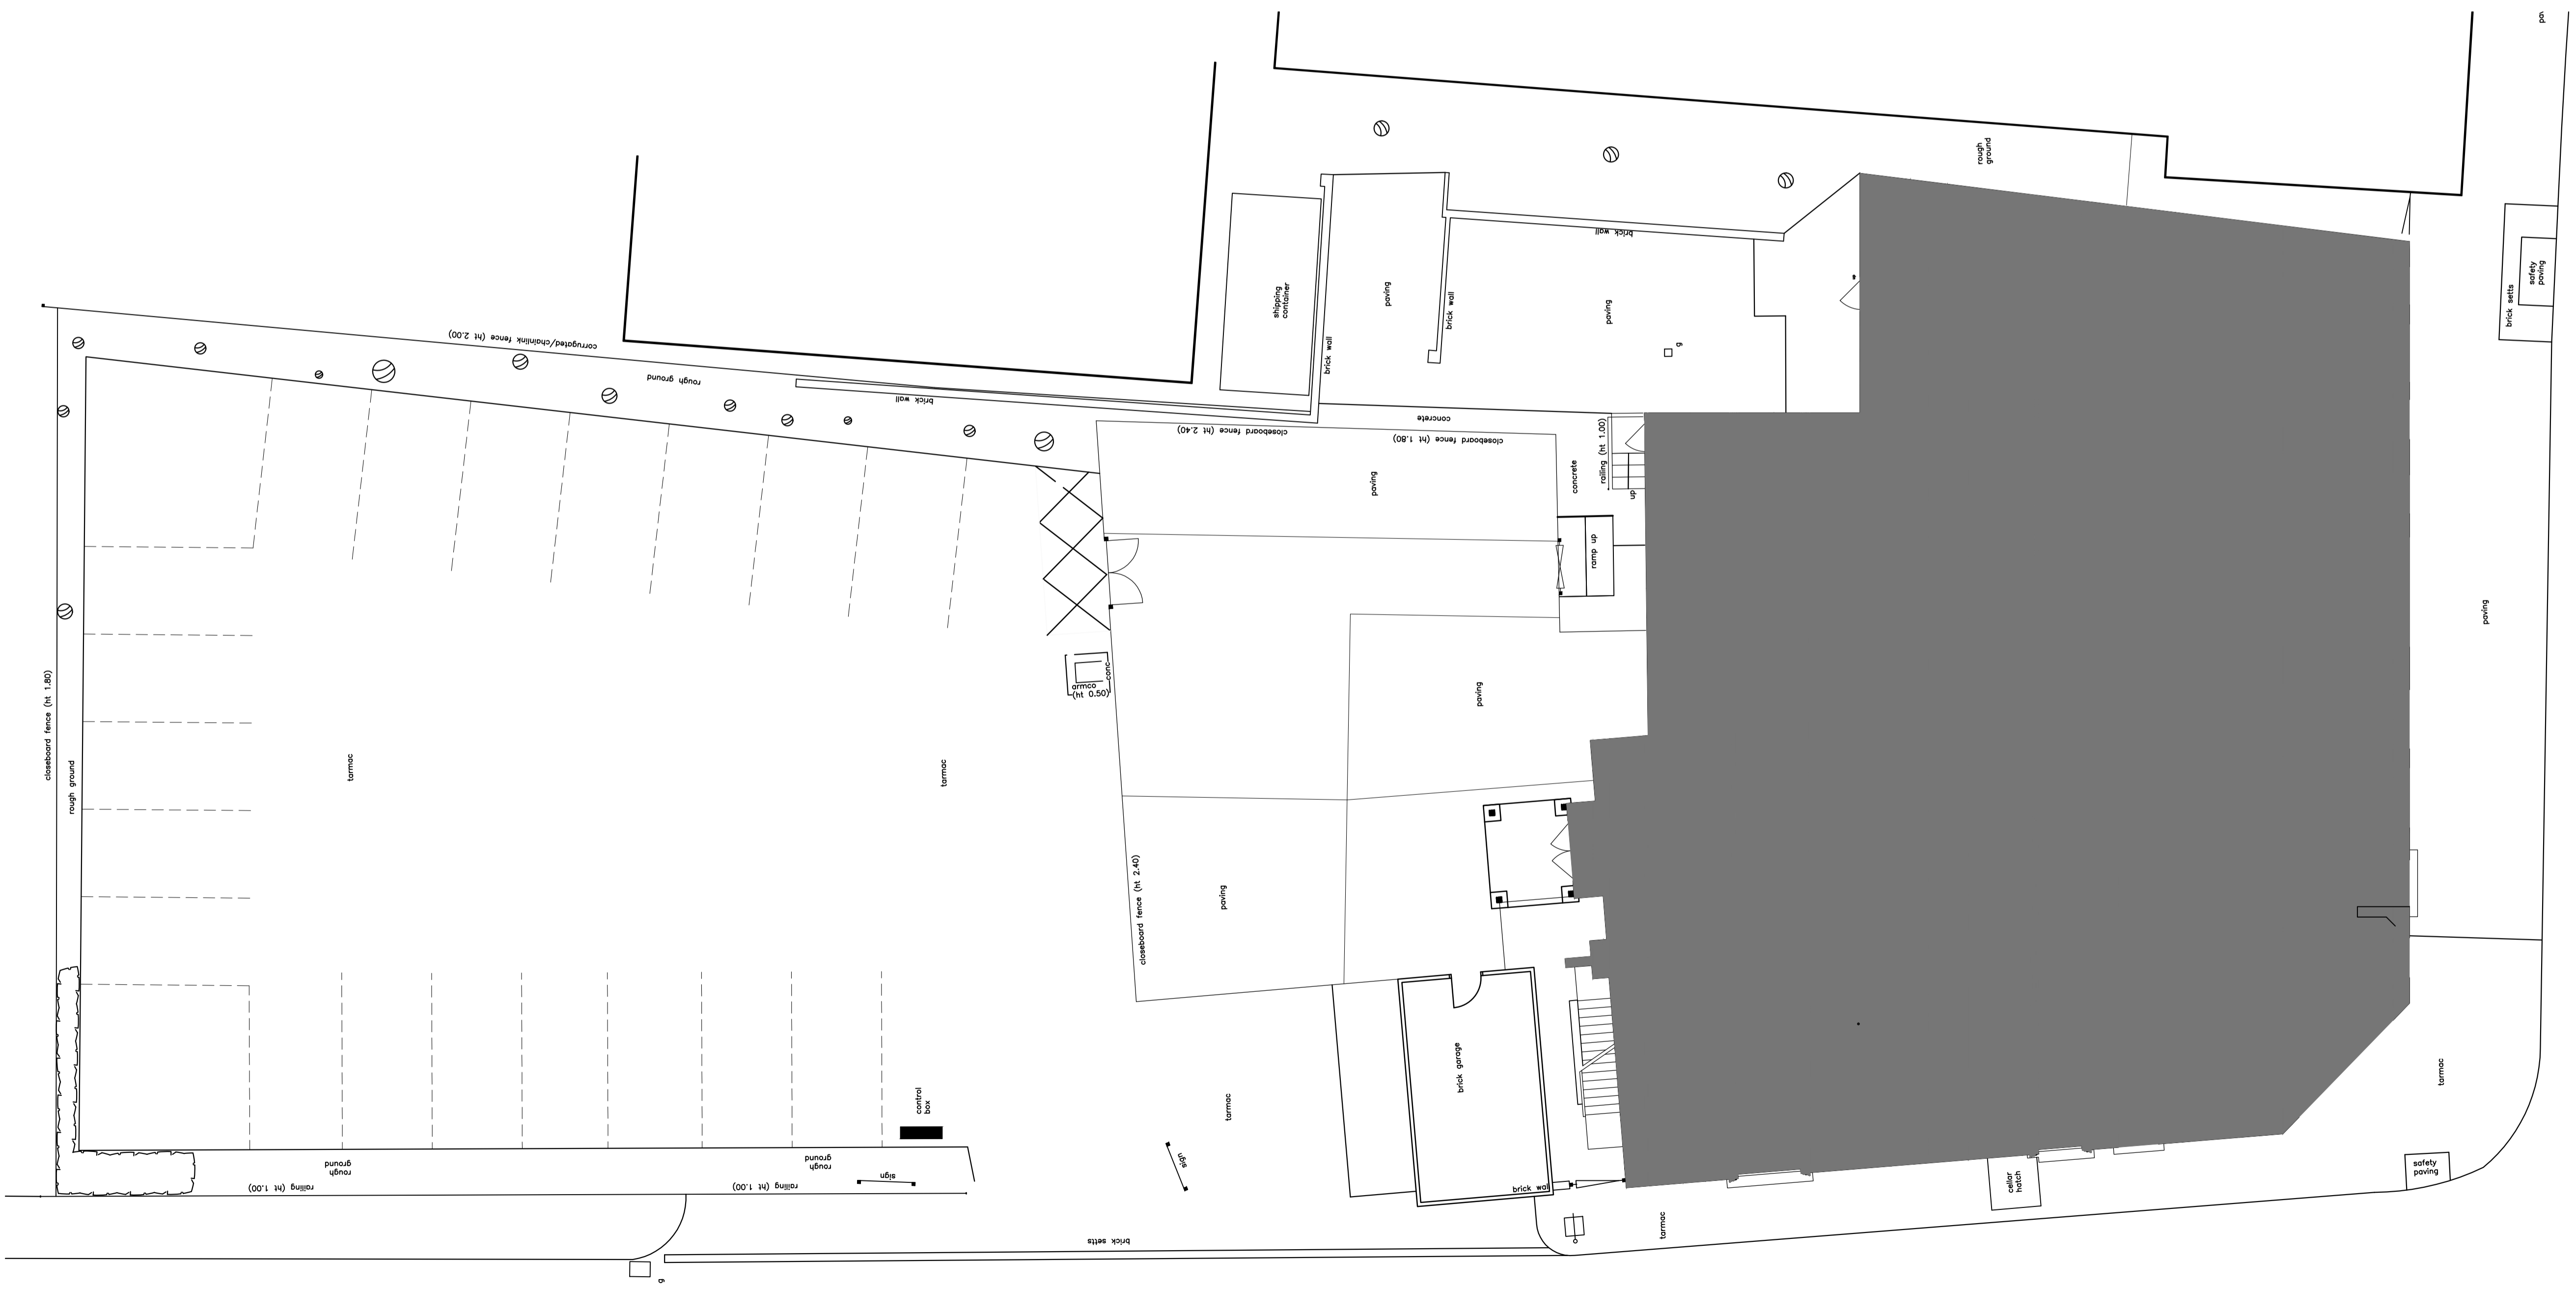 pa
rough
ground
brick wall
safety
paving
brick setts
shipping
container
paving
brick wall
paving
g
corrugated/chainlink fence (ht 2.00)
rough ground
brick wall
brick wall
concrete
closeboard fence (ht 2.40)
closeboard fence (ht 1.80)
railing (ht 1.00)
concrete
paving
up
ramp up
paving
closeboard fence (ht 1.80)
rough ground
tarmac
tarmac
conc
armco
(ht 0.50)
paving
closeboard fence (ht 2.40)
paving
brick garage
control
box
tarmac
tarmac
rough
ground
rough
ground
sign
sign
railing (ht 1.00)
railing (ht 1.00)
brick wall
cellar
hatch
safety
paving
tarmac
brick setts
g